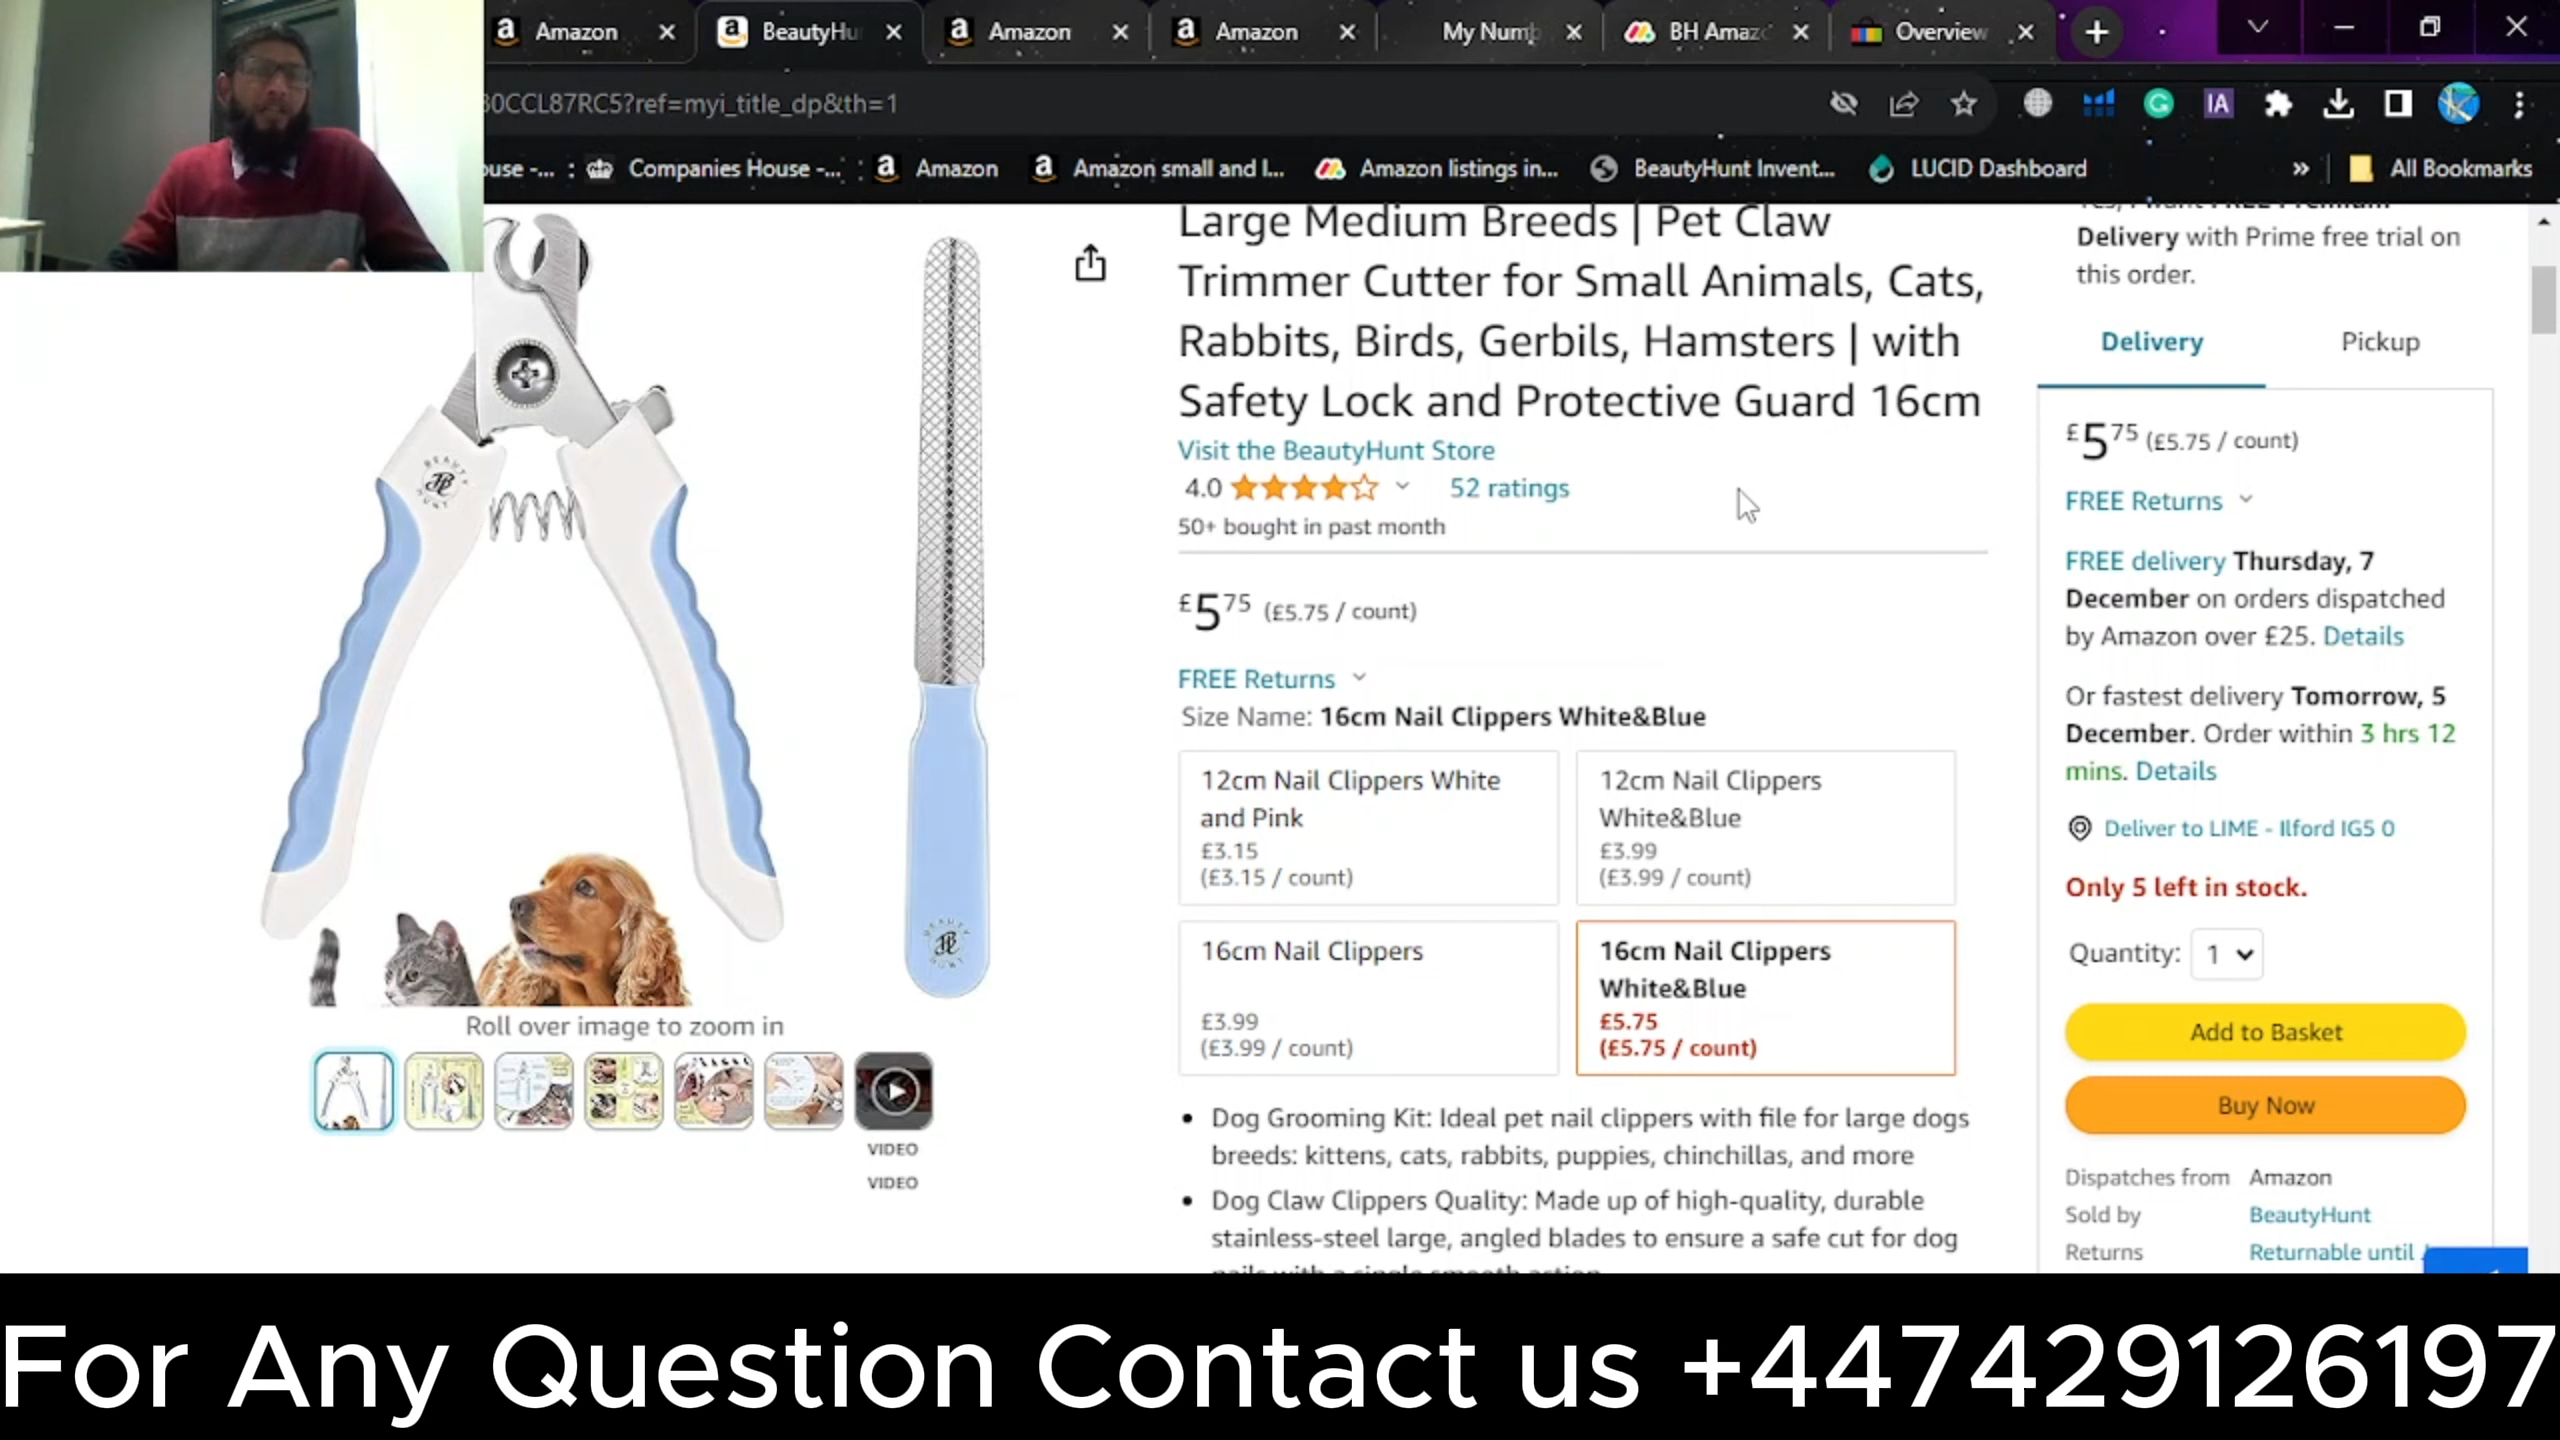 Amazon
BeautyHu
Amazon
Amazon
My Num
BH Amaz
Overview
30CCL87RC5?ref=myi_title_dp&th=1
IA
ouse -...
Companies House -...
Amazon
Amazon small and l...
Amazon listings in...
BeautyHunt Invent...
LUCID Dashboard
All Bookmarks
Large Medium Breeds | Pet Claw
Trimmer Cutter for Small Animals, Cats,
Rabbits, Birds, Gerbils, Hamsters | with
Safety Lock and Protective Guard 16cm
Visit the BeautyHunt Store
4.0
52 ratings
50+ bought in past month
£5 75 (£5.75 / count)
FREE Returns
Size Name: 16cm Nail Clippers White&Blue
12cm Nail Clippers White
and Pink
£3.15
(£3.15 / count)
12cm Nail Clippers
White&Blue
£3.99
(£3.99 / count)
16cm Nail Clippers
£3.99
(£3.99 / count)
16cm Nail Clippers
White&Blue
£5.75
(£5.75 / count)
• Dog Grooming Kit: Ideal pet nail clippers with file for large dogs
breeds: kittens, cats, rabbits, puppies, chinchillas, and more
• Dog Claw Clippers Quality: Made up of high-quality, durable
stainless-steel large, angled blades to ensure a safe cut for dog
Roll over image to zoom in
VIDEO
VIDEO
Delivery with Prime free trial on
this order.
Delivery
Pickup
£5 75 (£5.75 / count)
FREE Returns
FREE delivery Thursday, 7
December on orders dispatched
by Amazon over £25. Details
Or fastest delivery Tomorrow, 5
December. Order within 3 hrs 12
mins. Details
Deliver to LIME - Ilford IG5 0
Only 5 left in stock.
Quantity: 1
Add to Basket
Buy Now
Dispatches from Amazon
Sold by BeautyHunt
Returns Returnable until
For Any Question Contact us +447429126197